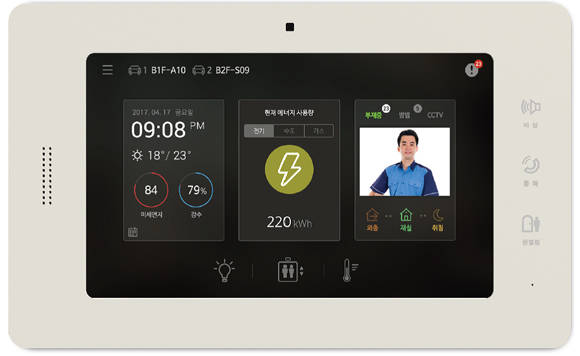 1 B1F-A10 2 B2F-S09
23
2017. 04. 17 금요일
09:08 PM
18°/ 23°
84
79%
미세먼지
강수
현재 에너지 사용량
전기 수도 가스
220 kWh
부재중 23 방범 5 CCTV
외출 재실 취침
비상
통화
현관문